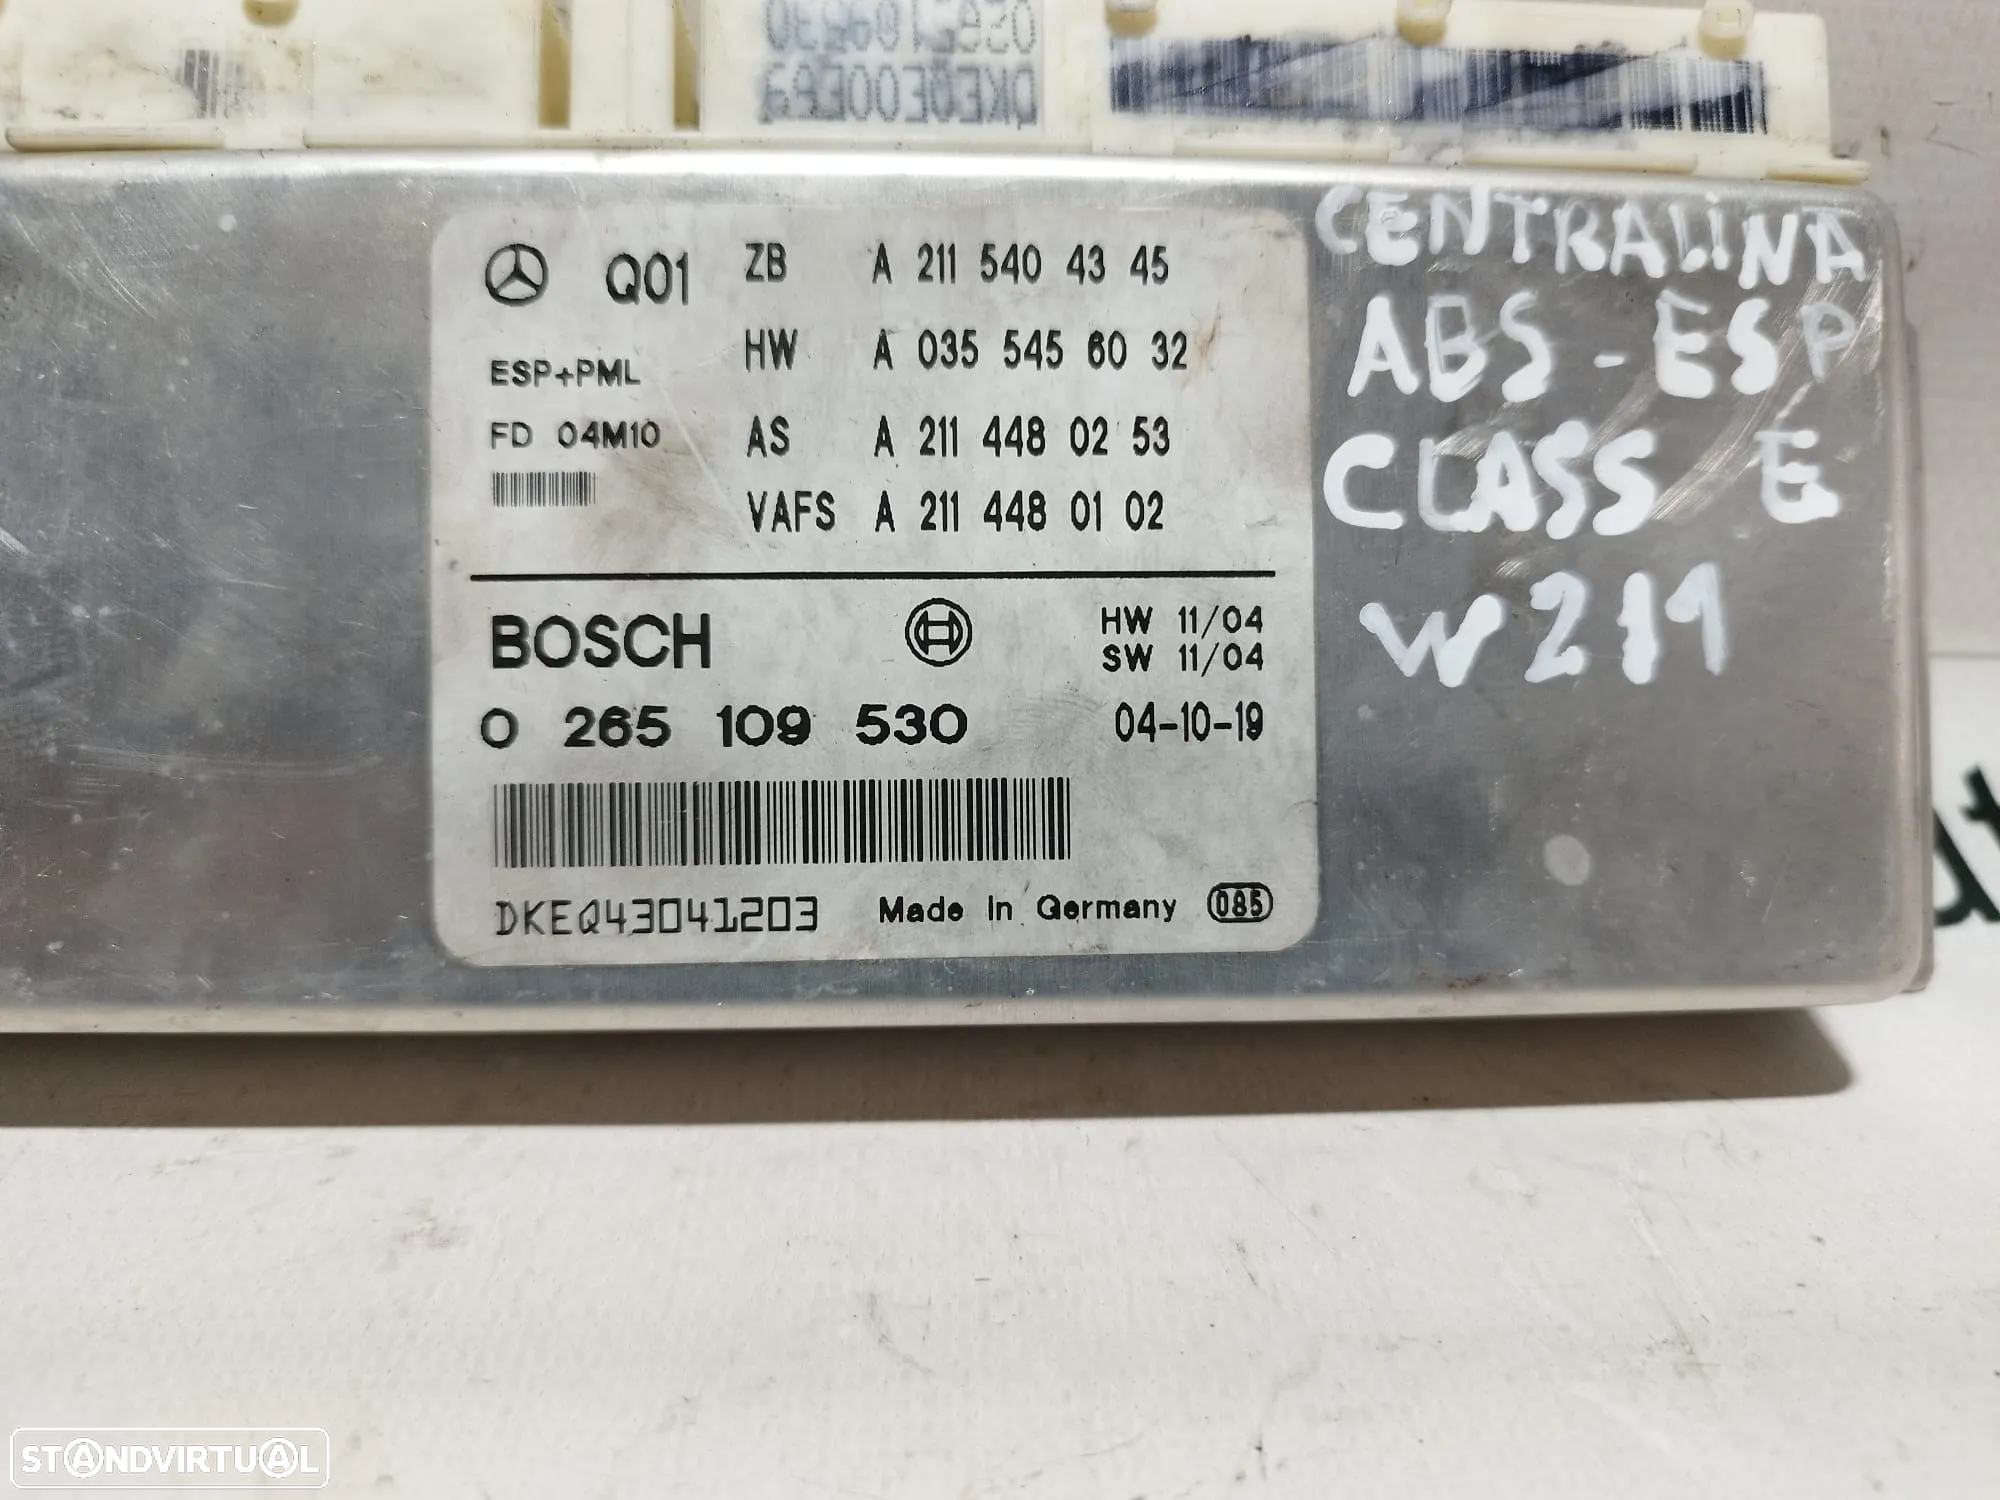 Q01
ZB A 211 540 43 45
HW A 035 545 60 32
ESP+PML
AS A 211 448 02 53
FD 04M10
VAFS A 211 448 01 02
BOSCH
HW 11/04
SW 11/04
0 265 109 530
04-10-19
DKEQ43041203
Made in Germany
085
CENTRALINA
ABS-ESP
CLASS E
W211
STANDVIRTUAL